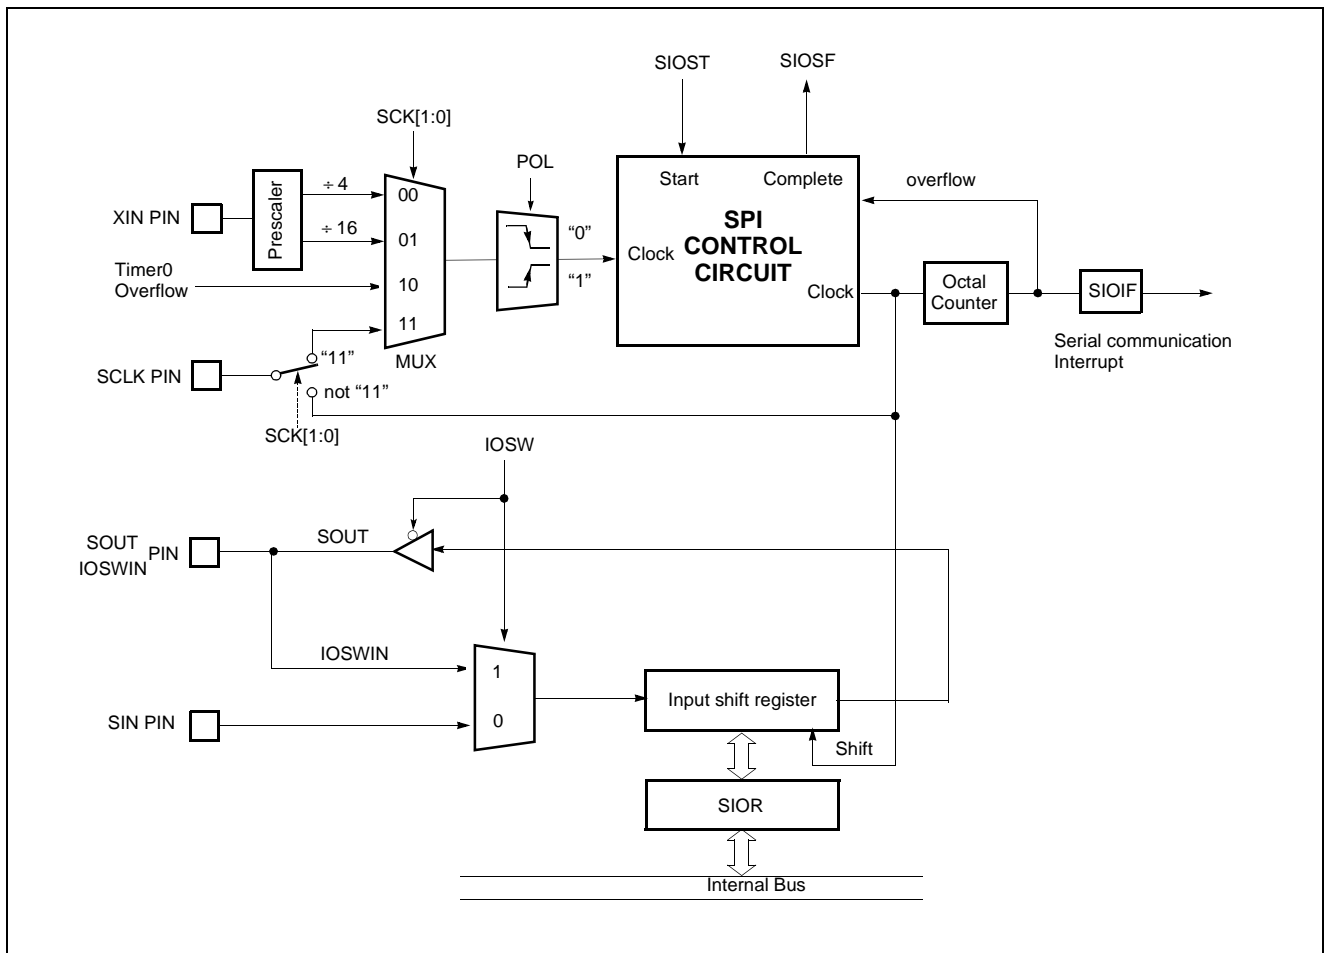 SIOST
SIOSF
SCK[1:0]
POL
Start
Complete
overflow
XIN PIN
Prescaler
÷ 4
÷ 16
00
01
10
11
MUX
"0"
"1"
Clock
SPI
CONTROL
CIRCUIT
Clock
Octal
Counter
SIOIF
Serial communication
Interrupt
Timer0
Overflow
SCLK PIN
"11"
not "11"
SCK[1:0]
IOSW
SOUT
IOSWIN
PIN
SOUT
IOSWIN
1
0
SIN PIN
Input shift register
Shift
SIOR
Internal Bus